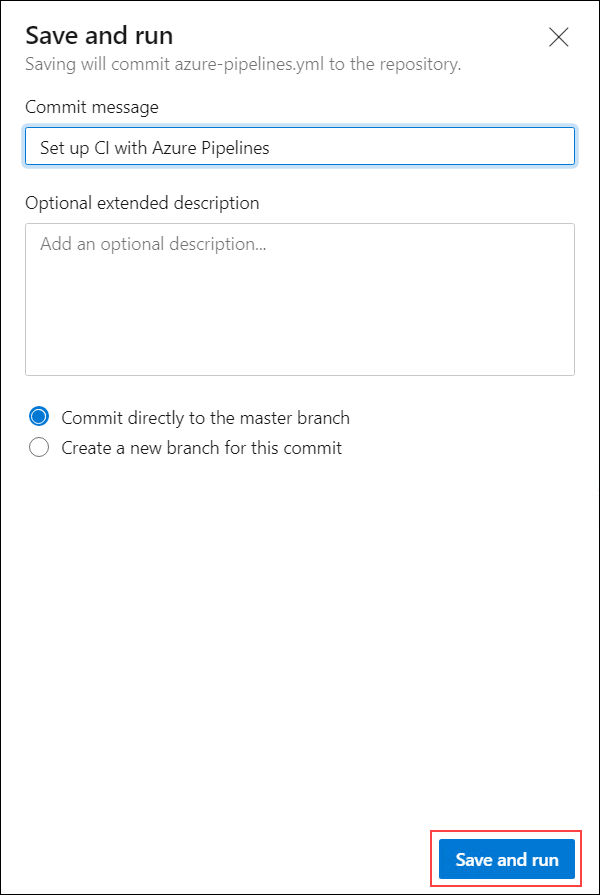 Save and run
Saving will commit azure-pipelines.yml to the repository.
Commit message
Set up CI with Azure Pipelines
Optional extended description
Add an optional description...
Commit directly to the master branch
Create a new branch for this commit
Save and run